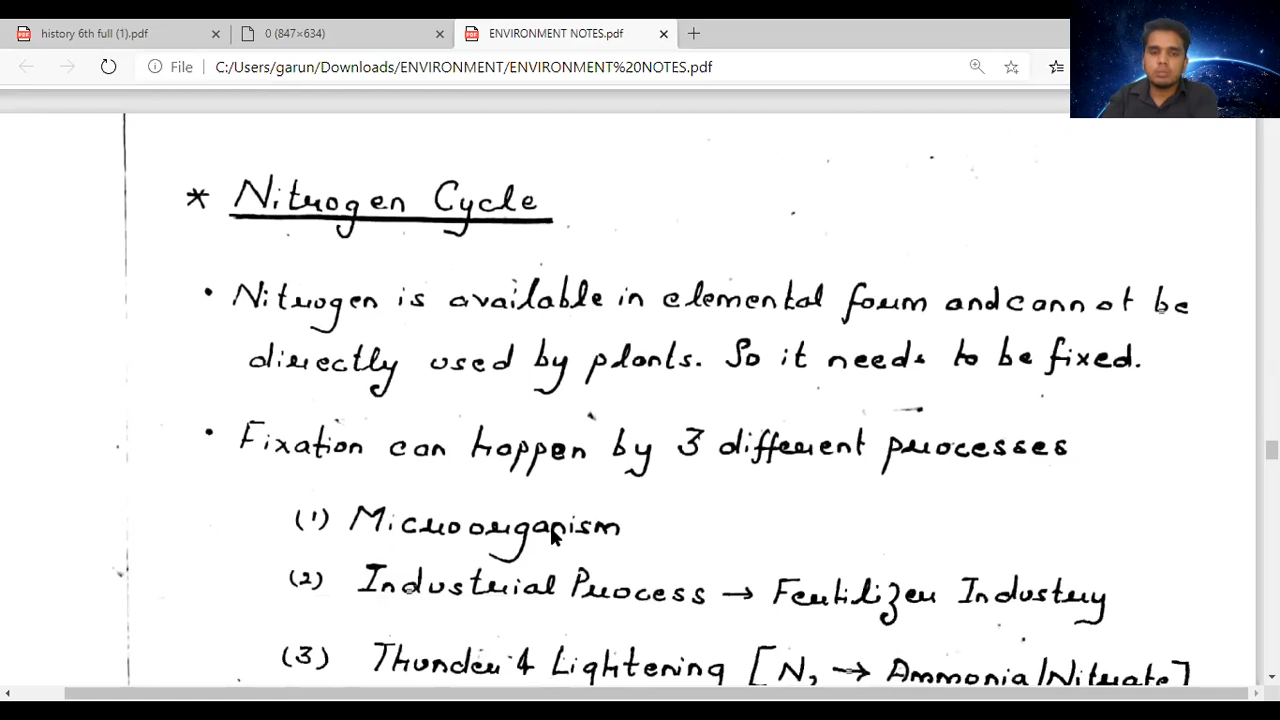 history 6th full (1).pdf
0 (847×634)
ENVIRONMENT NOTES.pdf
File
C:/Users/garun/Downloads/ENVIRONMENT/ENVIRONMENT%20NOTES.pdf
* Nitrogen Cycle
• Nitrogen is available in elemental form and cannot be
directly used by plants. So it needs to be fixed.
• Fixation can happen by 3 different processes
(1) Microorganism
(2) Industrial Process → Fertilizer Industry
(3) Thunder & Lightening [N₂ → Ammonia/Nitrate]